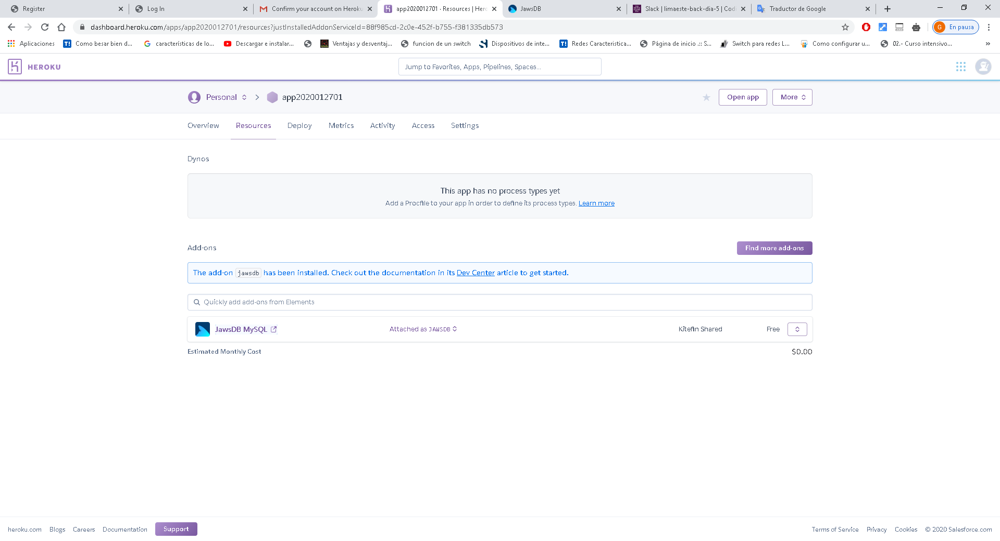 Register
Log In
Confirm your account on Heroku
app2020012701 · Resources | Herc
JawsDB
Slack | limaeste-back-dia-5 | Codi
Traductor de Google
dashboard.heroku.com/apps/app2020012701/resources?justInstalledAddonServiceId=88f985cd-2c0e-452f-b755-f381335db573
G En pausa
Aplicaciones
Como besar bien d...
características de lo...
Descargar e instalar...
Ventajas y desventaj...
funcion de un switch
Dispositivos de inte...
Redes Caracteristica...
Página de inicio .:: S...
Switch para redes L...
Como configurar u...
02.- Curso intensivo...
»
HEROKU
Jump to Favorites, Apps, Pipelines, Spaces...
Personal
app2020012701
Open app
More
Overview
Resources
Deploy
Metrics
Activity
Access
Settings
Dynos
This app has no process types yet
Add a Procfile to your app in order to define its process types. Learn more
Add-ons
Find more add-ons
The add-on jawsdb has been installed. Check out the documentation in its Dev Center article to get started.
Quickly add add-ons from Elements
JawsDB MySQL
Attached as JAWSDB
Kitefin Shared
Free
Estimated Monthly Cost
$0.00
heroku.com
Blogs
Careers
Documentation
Support
Terms of Service
Privacy
Cookies
© 2020 Salesforce.com